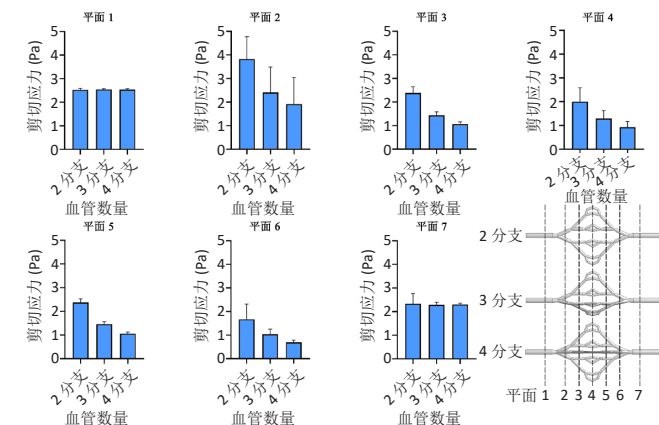 平面 1
5
4
3
2
1
0
剪切应力 (Pa)
2 分支
3 分支
4 分支
血管数量
平面 2
5
4
3
2
1
0
剪切应力 (Pa)
2 分支
3 分支
4 分支
血管数量
平面 3
5
4
3
2
1
0
剪切应力 (Pa)
2 分支
3 分支
4 分支
血管数量
平面 4
5
4
3
2
1
0
剪切应力 (Pa)
2 分支
3 分支
4 分支
血管数量
平面 5
5
4
3
2
1
0
剪切应力 (Pa)
2 分支
3 分支
4 分支
血管数量
平面 6
5
4
3
2
1
0
剪切应力 (Pa)
2 分支
3 分支
4 分支
血管数量
平面 7
5
4
3
2
1
0
剪切应力 (Pa)
2 分支
3 分支
4 分支
血管数量
2 分支
3 分支
4 分支
平面 1 2 3 4 5 6 7